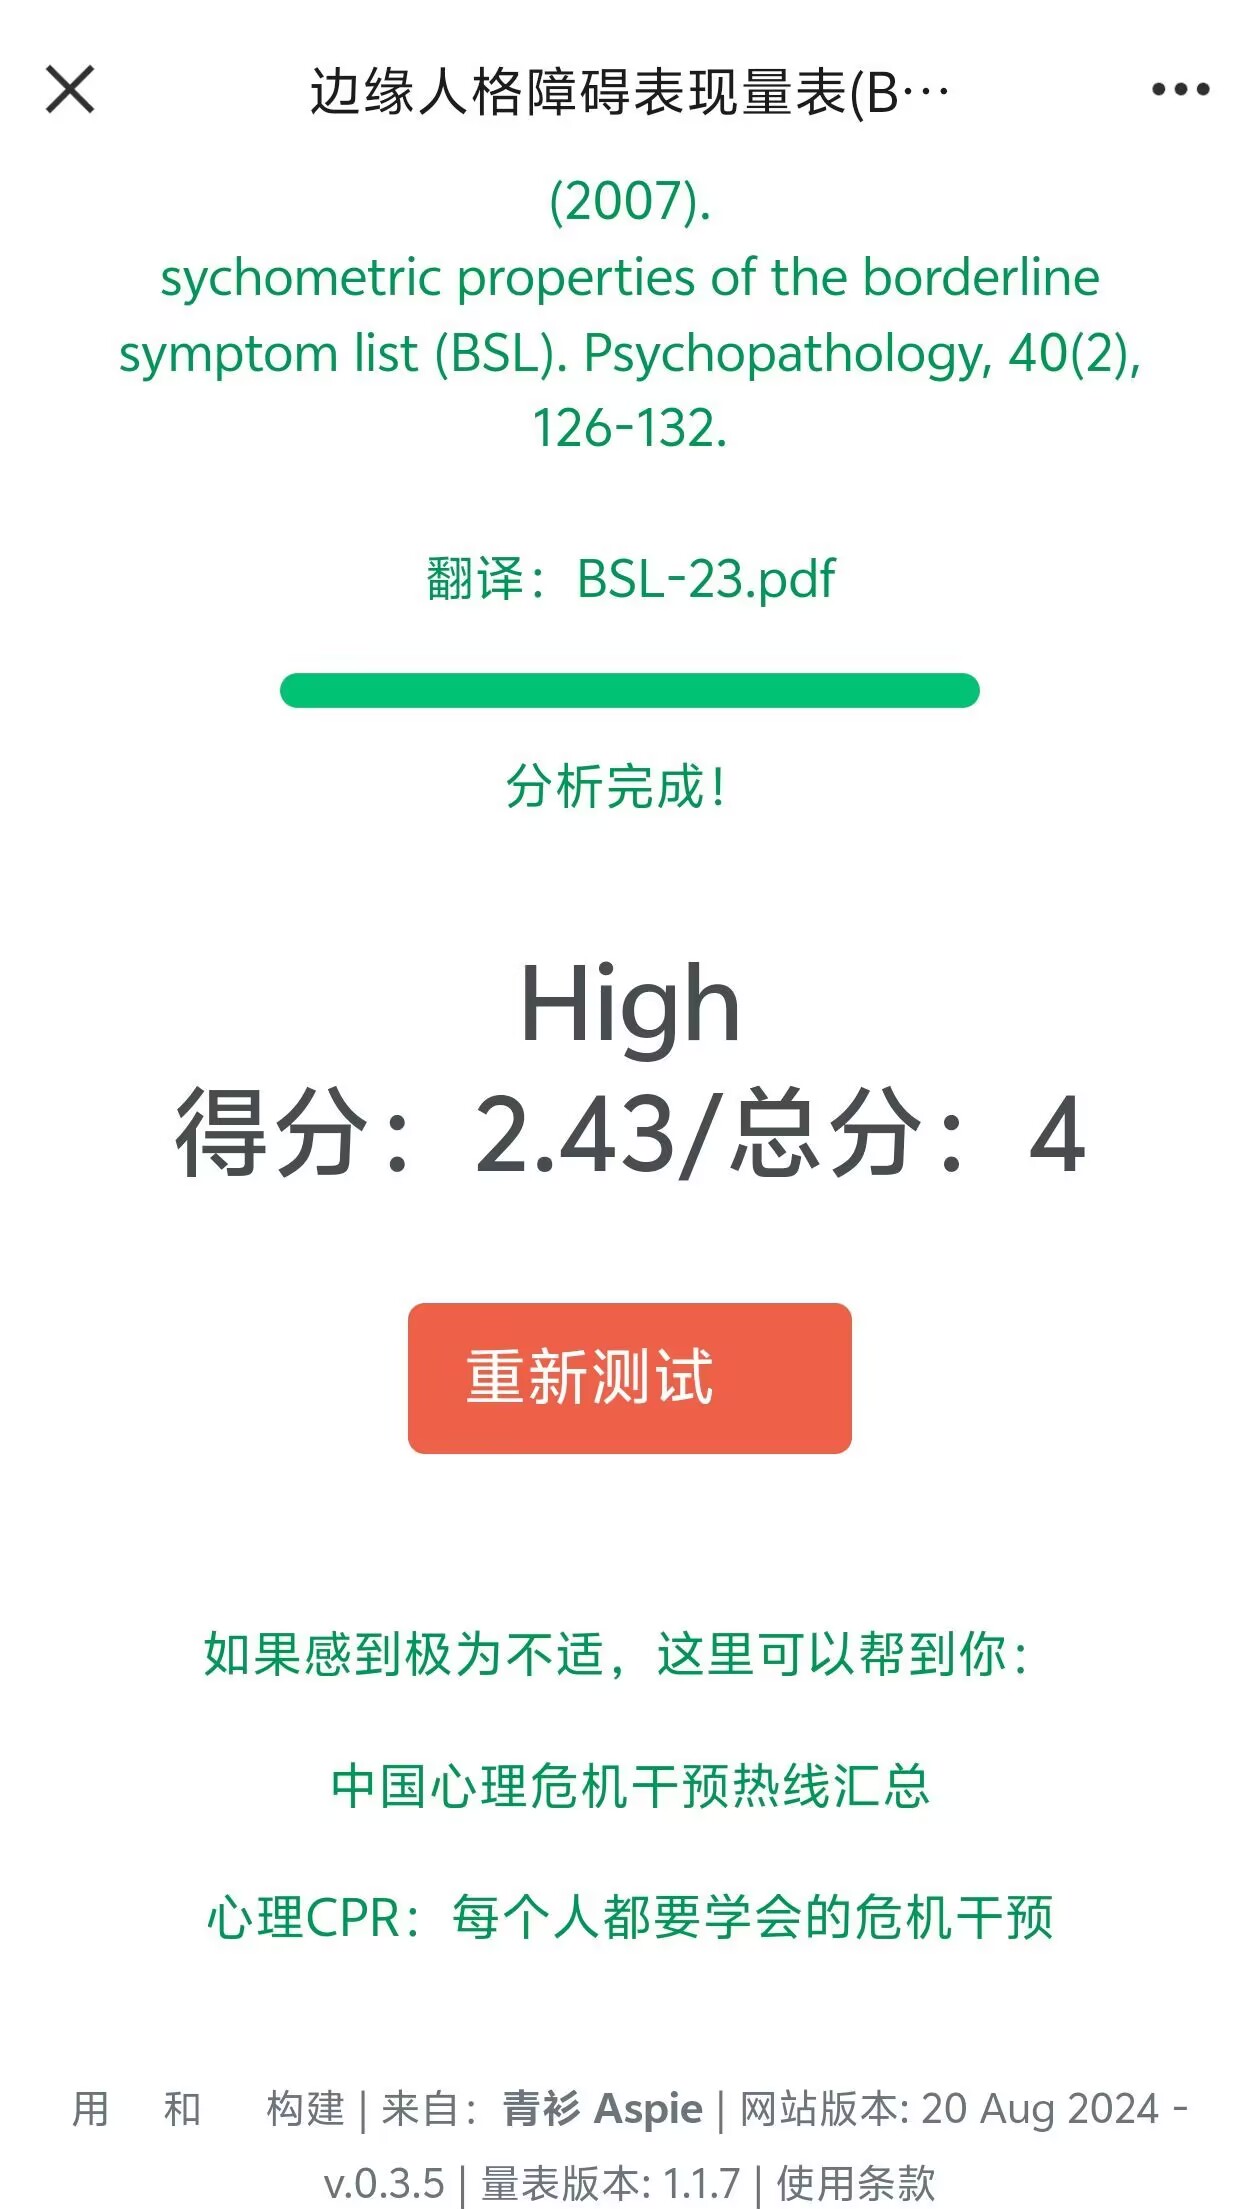 边缘人格障碍表现量表(B…
(2007).
sychometric properties of the borderline
symptom list (BSL). Psychopathology, 40(2),
126-132.
翻译：BSL-23.pdf
分析完成！
High
得分：2.43/总分：4
重新测试
如果感到极为不适，这里可以帮到你：
中国心理危机干预热线汇总
心理CPR：每个人都要学会的危机干预
用 和 构建 | 来自：青衫 Aspie | 网站版本: 20 Aug 2024 -
v.0.3.5 | 量表版本: 1.1.7 | 使用条款